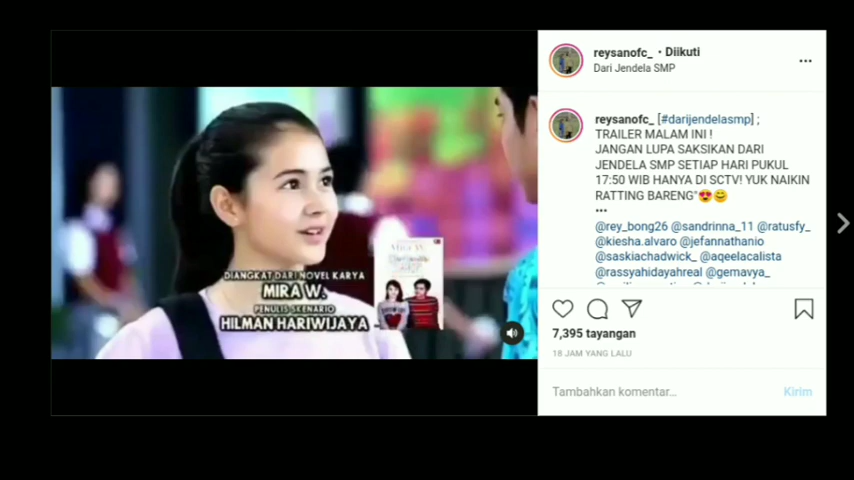 DIANGKAT DARI NOVEL KARYA
MIRA W.
PENULIS SKENARIO
HILMAN HARIWIJAYA
MIRA W.
reysanofc_ • Diikuti
Dari Jendela SMP
reysanofc_ [#darijendelasmp] ;
TRAILER MALAM INI !
JANGAN LUPA SAKSIKAN DARI
JENDELA SMP SETIAP HARI PUKUL
17:50 WIB HANYA DI SCTV! YUK NAIKIN
RATTING BARENG"😍😊
•••
@rey_bong26 @sandrinna_11 @ratusfy_
@kiesha.alvaro @jefannathanio
@saskiachadwick_ @aqeelacalista
@rassyahidayahreal @gemavya_
7,395 tayangan
18 JAM YANG LALU
Tambahkan komentar...
Kirim